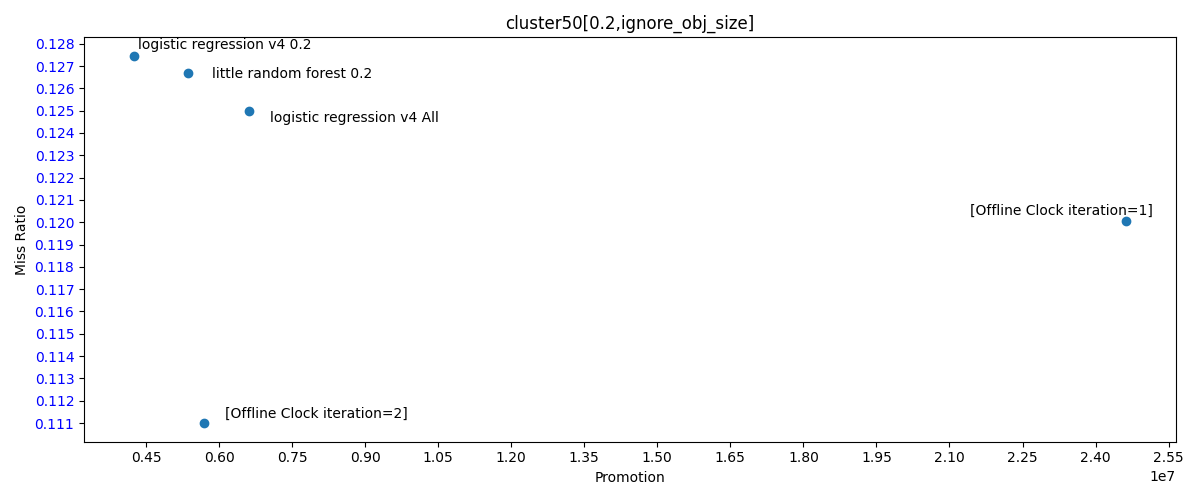 cluster50[0.2,ignore_obj_size]
0.128
0.127
0.126
0.125
0.124
0.123
0.122
0.121
0.120
0.119
0.118
0.117
0.116
0.115
0.114
0.113
0.112
0.111
Miss Ratio
logistic regression v4 0.2
little random forest 0.2
logistic regression v4 All
[Offline Clock iteration=1]
[Offline Clock iteration=2]
0.45 0.60 0.75 0.90 1.05 1.20 1.35 1.50 1.65 1.80 1.95 2.10 2.25 2.40 2.55
1e7
Promotion